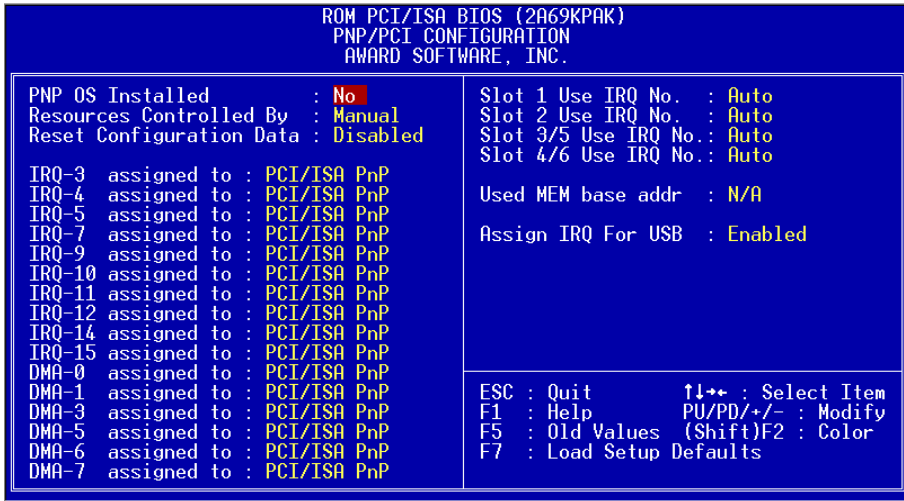 ROM PCI/ISA BIOS (2A69KPAK)
PNP/PCI CONFIGURATION
AWARD SOFTWARE, INC.
PNP OS Installed : No
Resources Controlled By : Manual
Reset Configuration Data : Disabled
IRQ-3 assigned to : PCI/ISA PnP
IRQ-4 assigned to : PCI/ISA PnP
IRQ-5 assigned to : PCI/ISA PnP
IRQ-7 assigned to : PCI/ISA PnP
IRQ-9 assigned to : PCI/ISA PnP
IRQ-10 assigned to : PCI/ISA PnP
IRQ-11 assigned to : PCI/ISA PnP
IRQ-12 assigned to : PCI/ISA PnP
IRQ-14 assigned to : PCI/ISA PnP
IRQ-15 assigned to : PCI/ISA PnP
DMA-0 assigned to : PCI/ISA PnP
DMA-1 assigned to : PCI/ISA PnP
DMA-3 assigned to : PCI/ISA PnP
DMA-5 assigned to : PCI/ISA PnP
DMA-6 assigned to : PCI/ISA PnP
DMA-7 assigned to : PCI/ISA PnP
Slot 1 Use IRQ No. : Auto
Slot 2 Use IRQ No. : Auto
Slot 3/5 Use IRQ No.: Auto
Slot 4/6 Use IRQ No.: Auto
Used MEM base addr : N/A
Assign IRQ For USB : Enabled
ESC : Quit ↑↓→← : Select Item
F1 : Help PU/PD/+/- : Modify
F5 : Old Values (Shift)F2 : Color
F7 : Load Setup Defaults